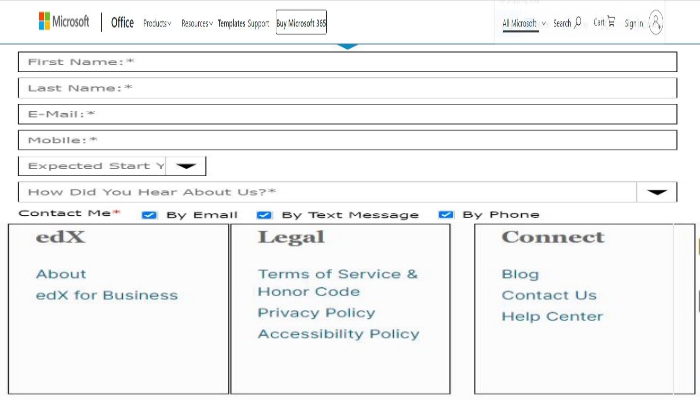 Microsoft Office Products Resources Templates Support Buy Microsoft 365 All Microsoft Search Cart Sign in
First Name:*
Last Name:*
E-Mail:*
Mobile:*
Expected Start Y
How Did You Hear About Us?*
Contact Me* By Email By Text Message By Phone
edX
About
edX for Business
Legal
Terms of Service &
Honor Code
Privacy Policy
Accessibility Policy
Connect
Blog
Contact Us
Help Center